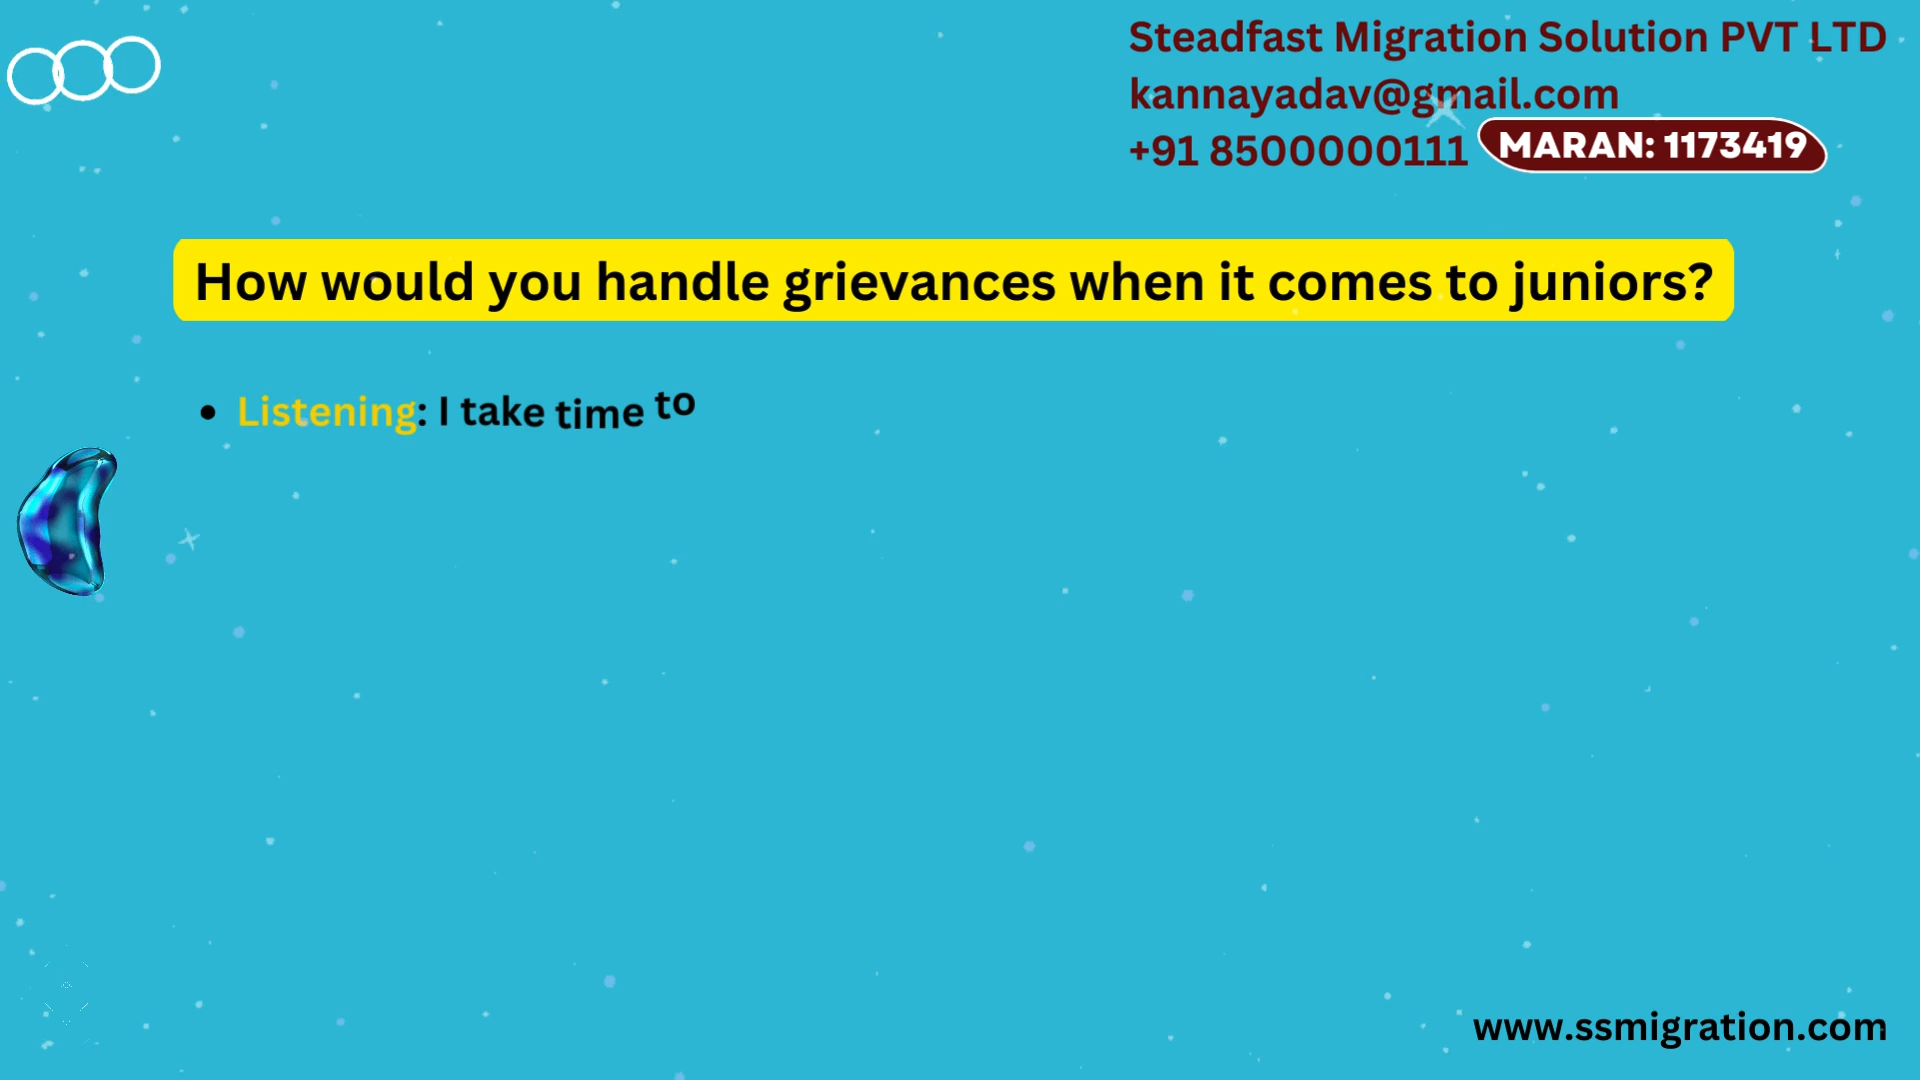 Steadfast Migration Solution PVT LTD
kannayadav@gmail.com
+91 8500000111 MARAN: 1173419
How would you handle grievances when it comes to juniors?
• Listening: I take time to
www.ssmigration.com